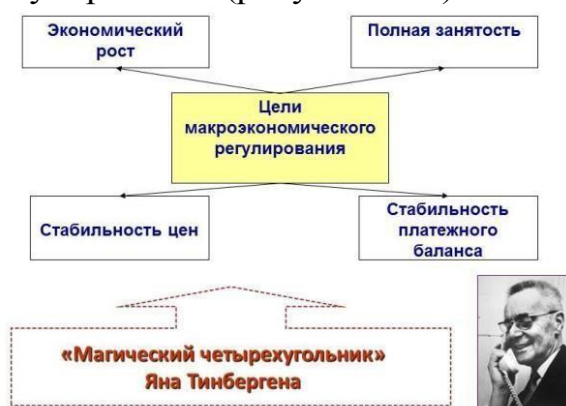 Экономический
рост
Полная занятость
Цели
макроэкономического
регулирования
Стабильность цен
Стабильность
платежного
баланса
«Магический четырехугольник»
Яна Тинбергена